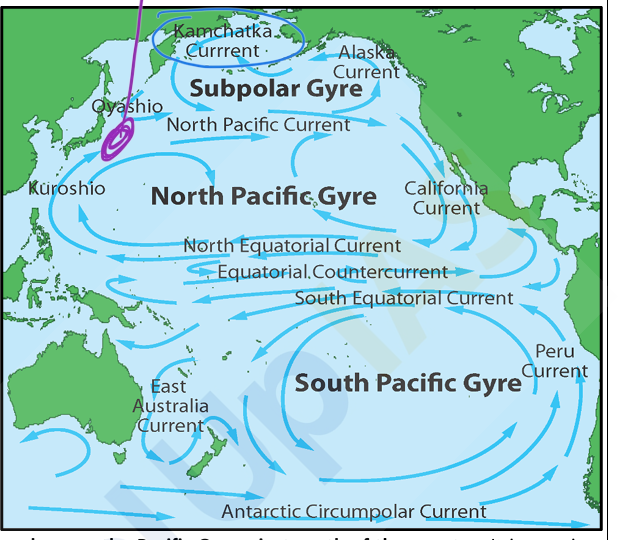 Kamchatka
Currrent
Alaska
Current
Subpolar Gyre
Oyashio
North Pacific Current
Kuroshio
North Pacific Gyre
California
Current
North Equatorial Current
Equatorial Countercurrent
South Equatorial Current
Peru
Current
South Pacific Gyre
East
Australia
Current
Antarctic Circumpolar Current